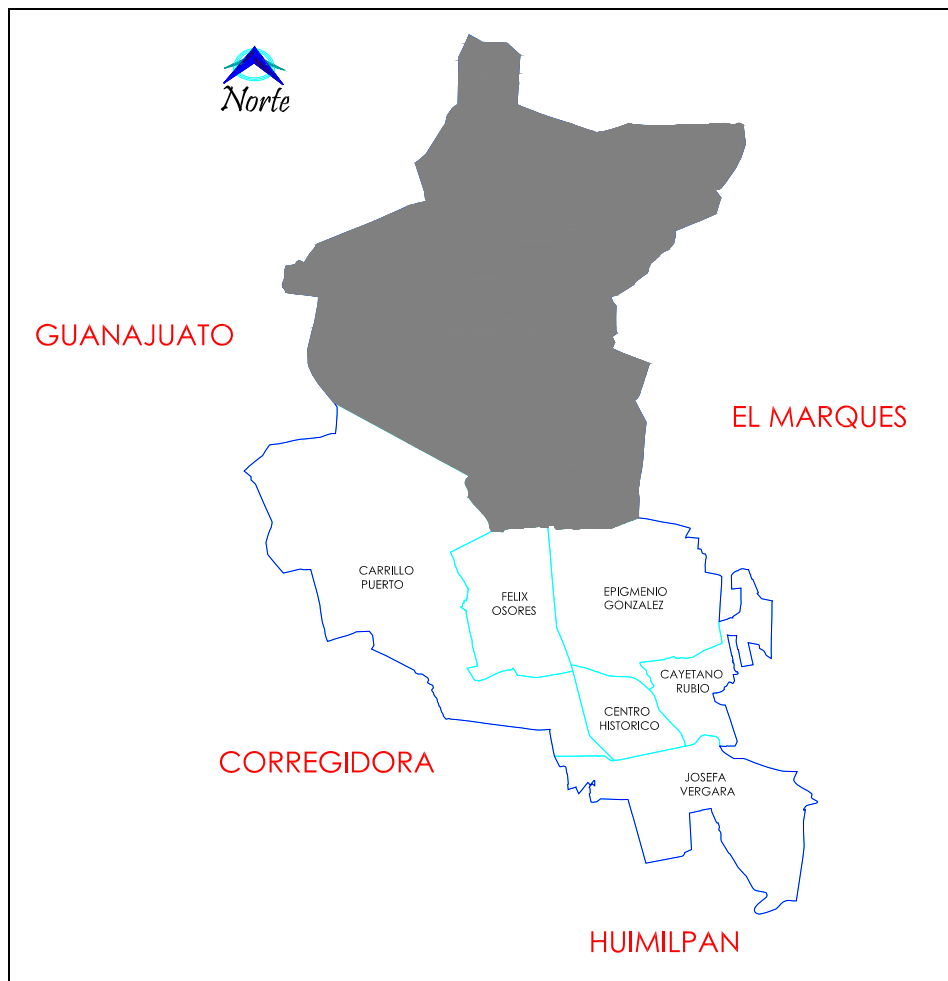 Norte
GUANAJUATO
EL MARQUES
CARRILLO
PUERTO
FELIX
OSORES
EPIGMENIO
GONZALEZ
CAYETANO
RUBIO
CENTRO
HISTORICO
CORREGIDORA
JOSEFA
VERGARA
HUIMILPAN